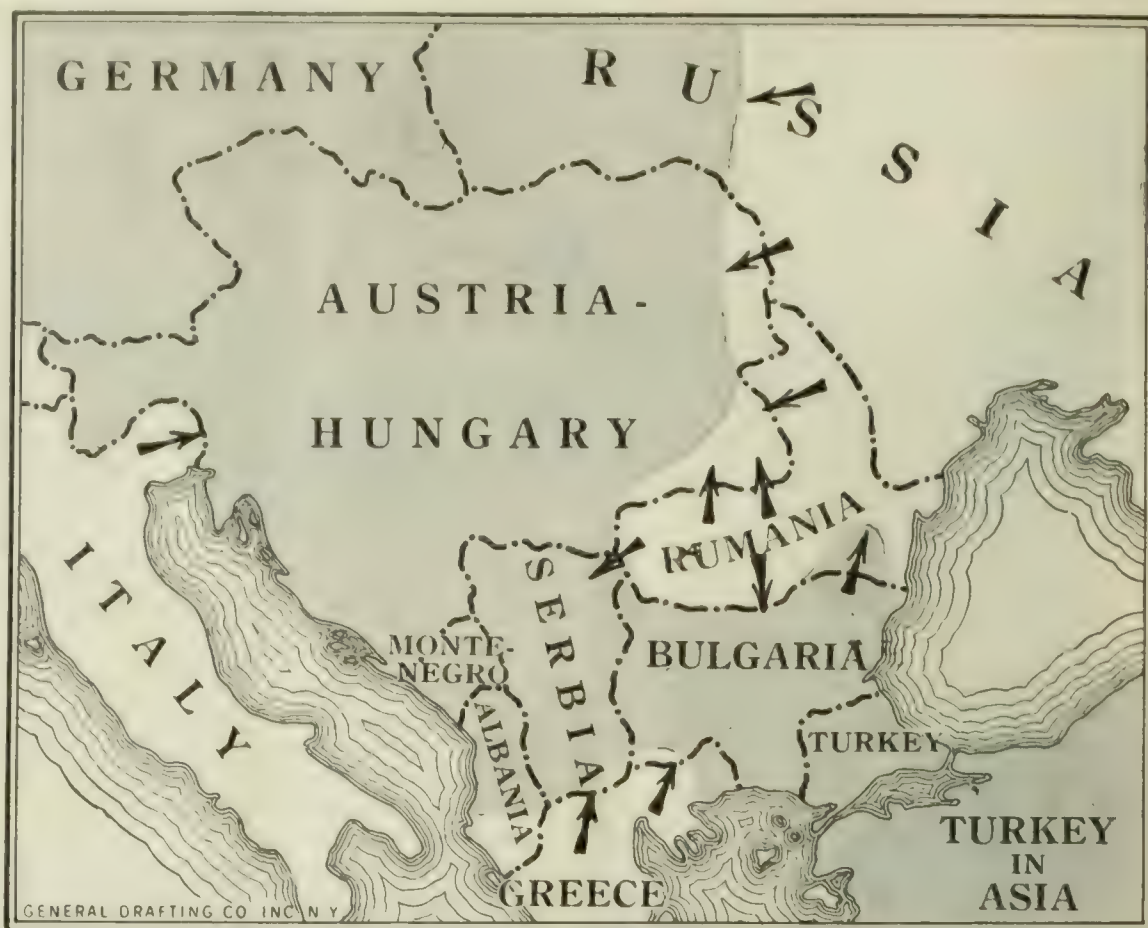 GERMANY
RUSSIA
AUSTRIA-
HUNGARY
ITALY
RUMANIA
SERBIA
MONTE-
NEGRO
BULGARIA
ALBANIA
TURKEY
GREECE
TURKEY
IN
ASIA
GENERAL DRAFTING CO INC N Y